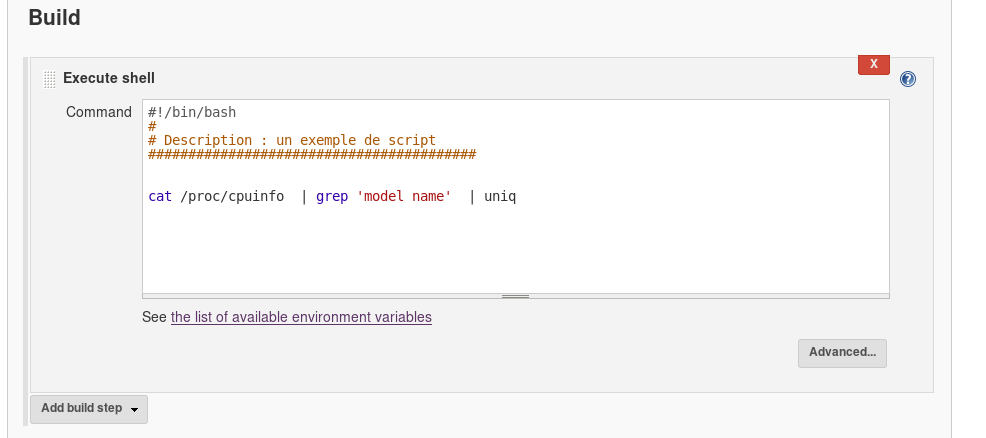 Build
X
Execute shell
?
Command
#!/bin/bash
#
# Description : un exemple de script
#########################################
cat /proc/cpuinfo  | grep 'model name'  | uniq
See the list of available environment variables
Advanced...
Add build step